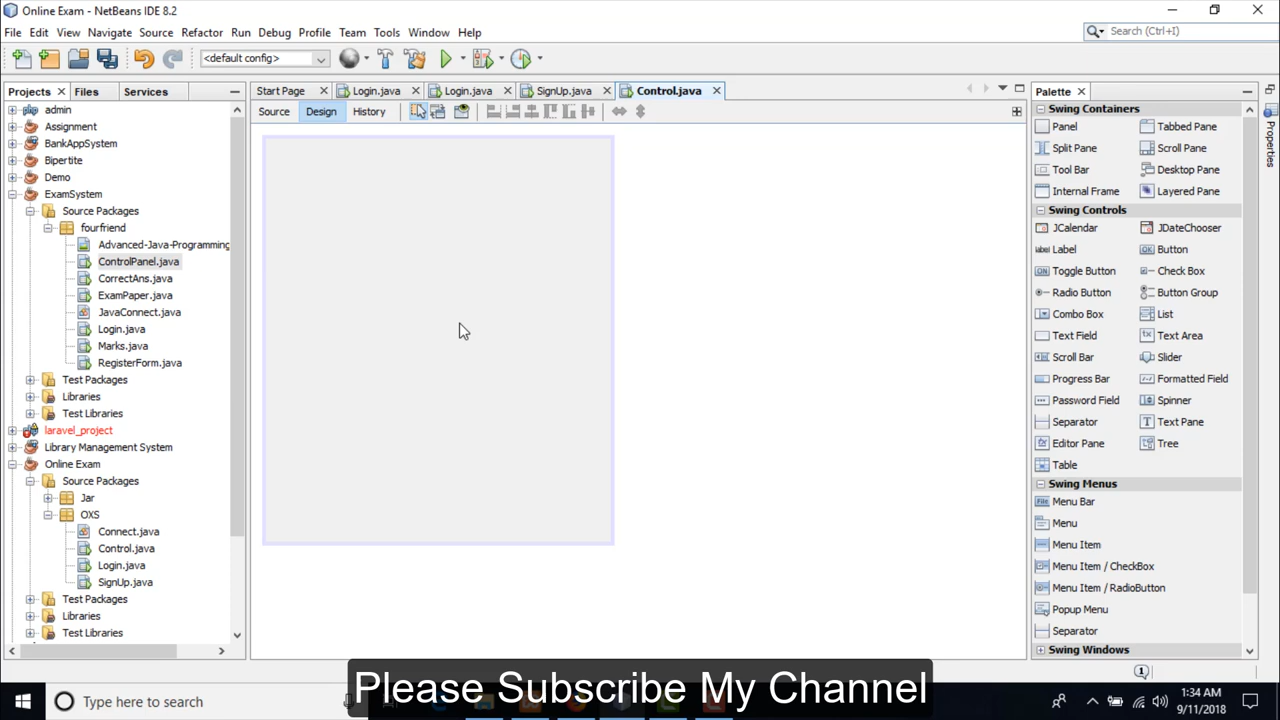 Online Exam - NetBeans IDE 8.2
File Edit View Navigate Source Refactor Run Debug Profile Team Tools Window Help
Search (Ctrl+I)
<default config>
Projects Files Services
Start Page Login.java Login.java SignUp.java Control.java
Palette
Source Design History
Properties
admin
Assignment
BankAppSystem
Bipertite
Demo
ExamSystem
Source Packages
fourfriend
Advanced-Java-Programming
ControlPanel.java
CorrectAns.java
ExamPaper.java
JavaConnect.java
Login.java
Marks.java
RegisterForm.java
Test Packages
Libraries
Test Libraries
laravel_project
Library Management System
Online Exam
Source Packages
Jar
OXS
Connect.java
Control.java
Login.java
SignUp.java
Test Packages
Libraries
Test Libraries
Swing Containers
Panel Tabbed Pane
Split Pane Scroll Pane
Tool Bar Desktop Pane
Internal Frame Layered Pane
Swing Controls
JCalendar JDateChooser
label Label OK Button
ON Toggle Button Check Box
Radio Button Button Group
Combo Box List
Text Field Text Area
Scroll Bar Slider
Progress Bar Formatted Field
Password Field Spinner
Separator Text Pane
Editor Pane Tree
Table
Swing Menus
File Menu Bar
Menu
Menu Item
Menu Item / CheckBox
Menu Item / RadioButton
Popup Menu
Separator
Swing Windows
1
Please Subscribe My Channel
Type here to search
1:34 AM
9/11/2018